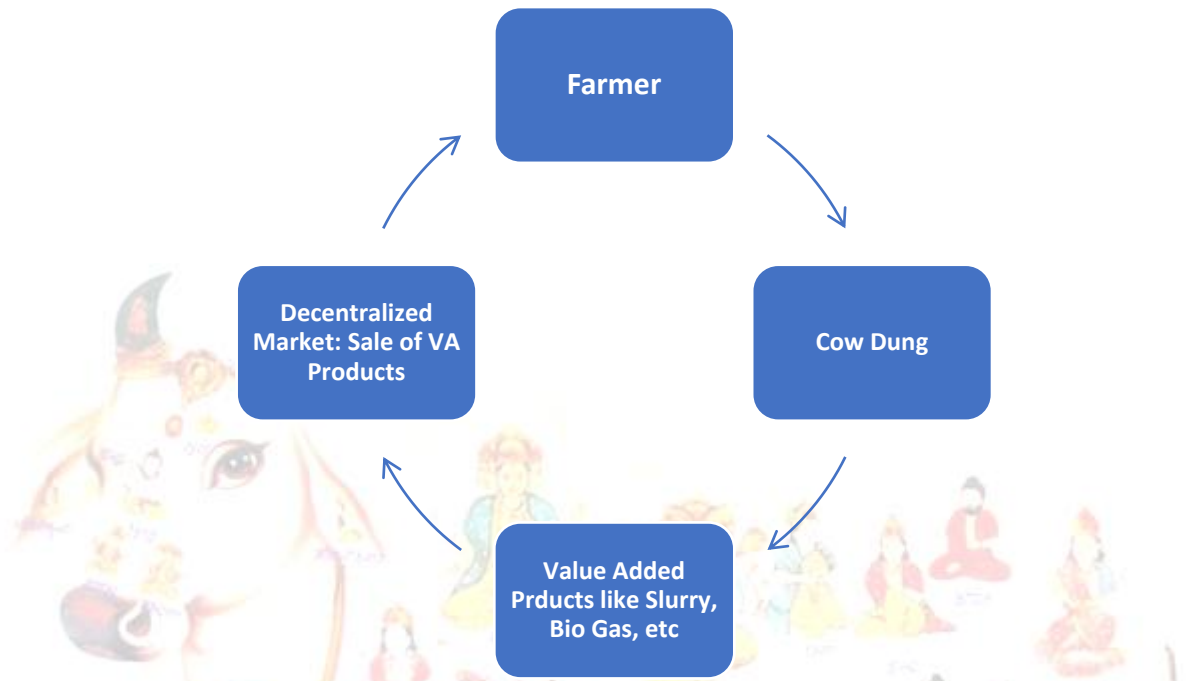 Farmer
Cow Dung
Value Added
Prducts like Slurry,
Bio Gas, etc
Decentralized
Market: Sale of VA
Products